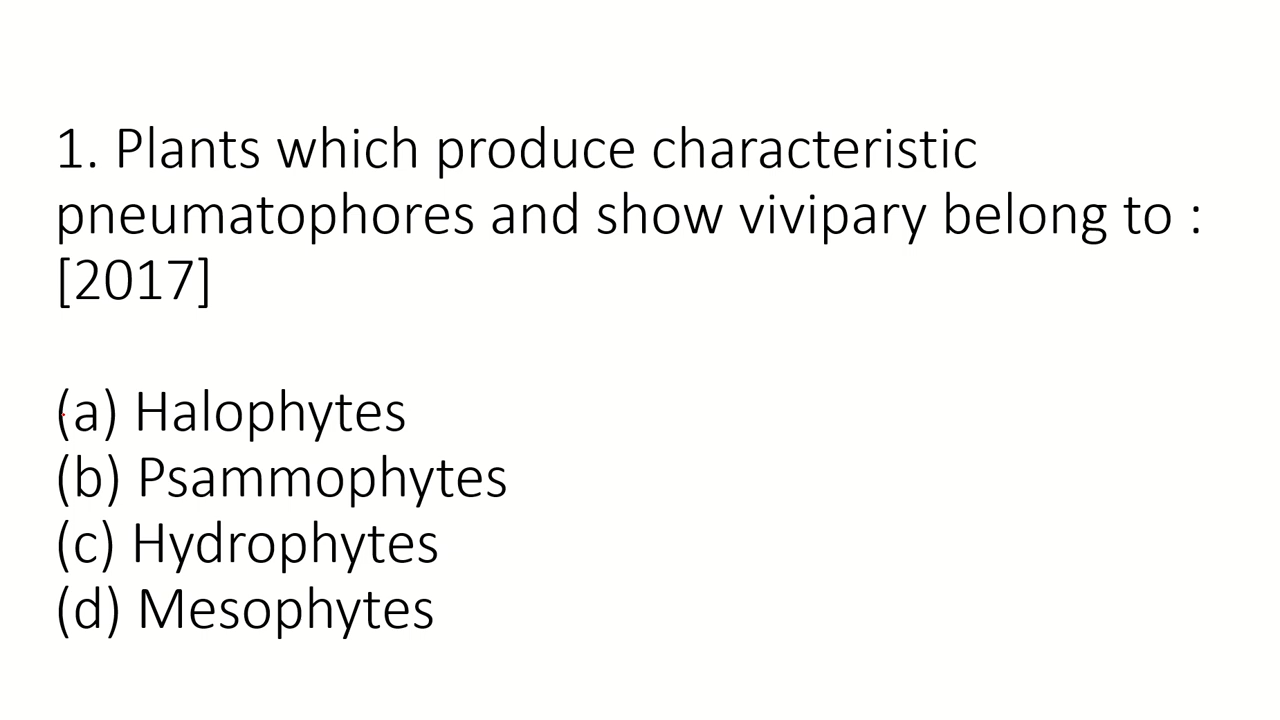 1. Plants which produce characteristic
pneumatophores and show vivipary belong to :
[2017]
(a) Halophytes
(b) Psammophytes
(c) Hydrophytes
(d) Mesophytes